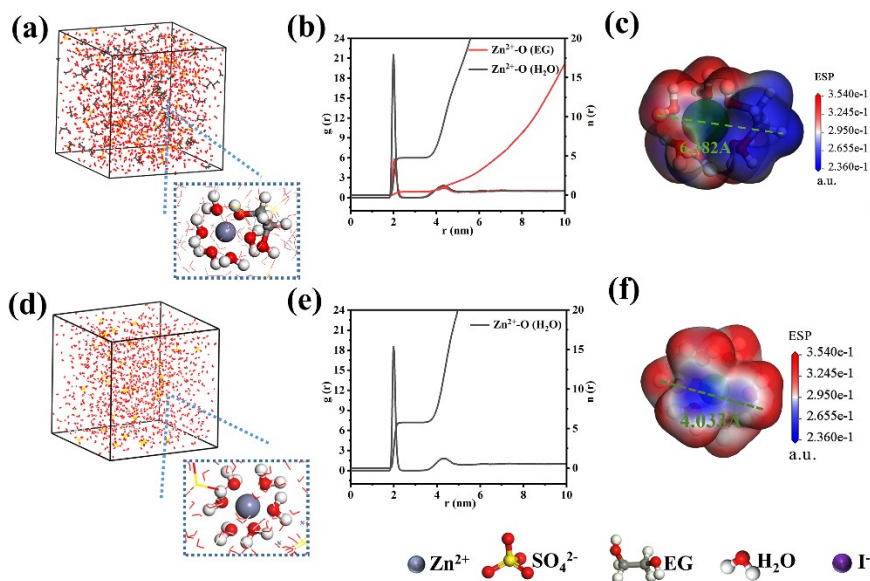 (a)
(b)
24
21
18
15
12
9
6
3
0
g (r)
Zn²⁺-O (EG)
Zn²⁺-O (H₂O)
20
15
10
5
0
n (r)
0 2 4 6 8 10
r (nm)
(c)
ESP
3.540e-1
3.245e-1
2.950e-1
2.655e-1
2.360e-1
a.u.
(d)
(e)
24
21
18
15
12
9
6
3
0
g (r)
Zn²⁺-O (H₂O)
20
15
10
5
0
n (r)
0 2 4 6 8 10
r (nm)
(f)
4.033A
ESP
3.540e-1
3.245e-1
2.950e-1
2.655e-1
2.360e-1
a.u.
Zn²⁺ SO₄²⁻ EG H₂O I⁻